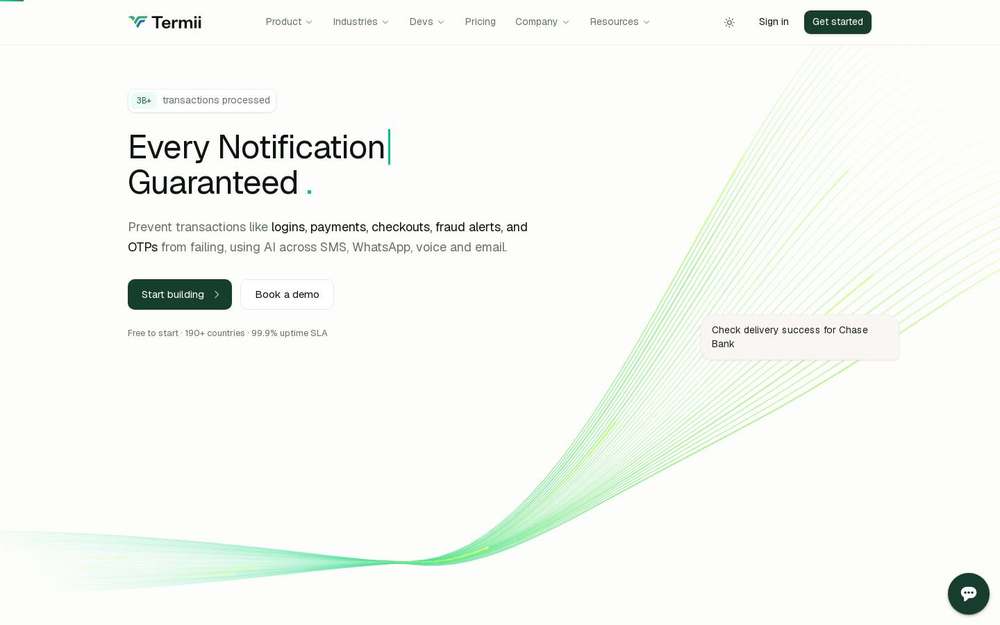 Termii
Product
Industries
Devs
Pricing
Company
Resources
Sign in
Get started
3B+ transactions processed
Every Notification
Guaranteed .
Prevent transactions like logins, payments, checkouts, fraud alerts, and
OTPs from failing, using AI across SMS, WhatsApp, voice and email.
Start building
Book a demo
Free to start · 190+ countries · 99.9% uptime SLA
Check delivery success for Chase
Bank